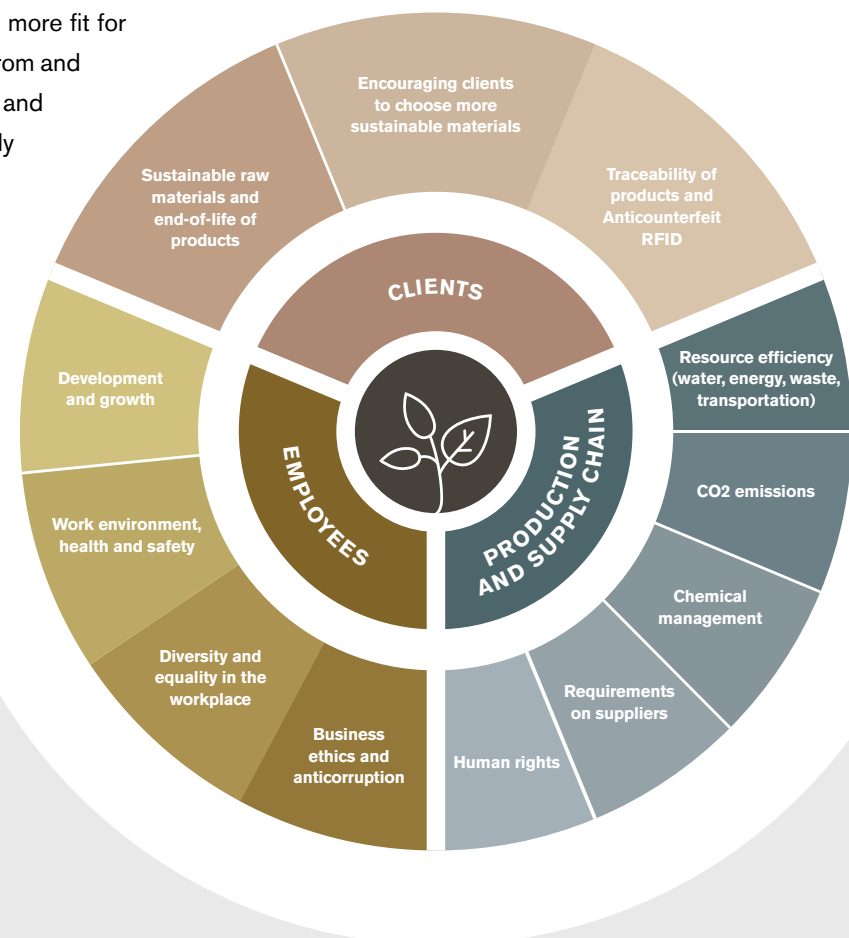 more fit for
rom and
and
ly
Encouraging clients
to choose more
sustainable materials
Sustainable raw
materials and
end-of-life of
products
Traceability of
products and
Anticounterfeit
RFID
CLIENTS
Development
and growth
Work environment,
health and safety
Diversity and
equality in the
workplace
Business
ethics and
anticorruption
EMPLOYEES
PRODUCTION
AND SUPPLY CHAIN
Resource efficiency
(water, energy, waste,
transportation)
CO2 emissions
Chemical
management
Requirements
on suppliers
Human rights